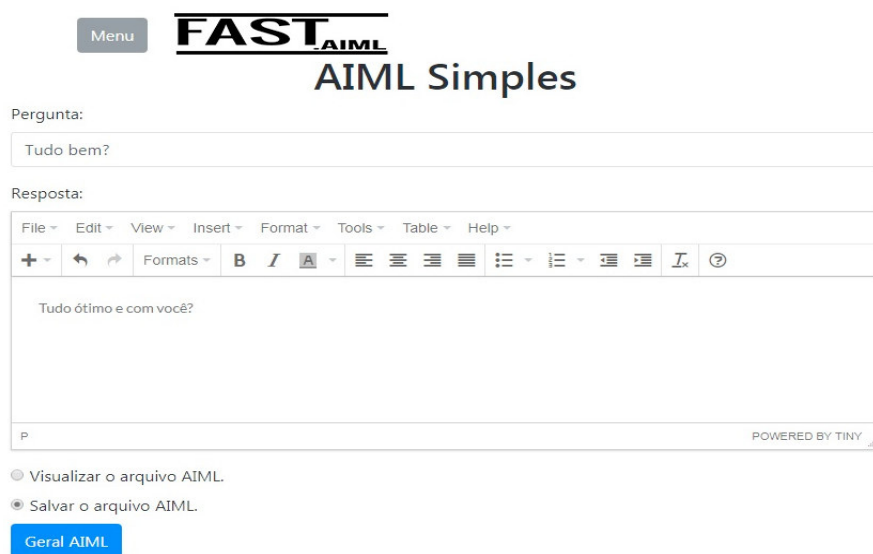 Menu
FAST.AIML
AIML Simples
Pergunta:
Tudo bem?
Resposta:
File Edit View Insert Format Tools Table Help
Formats B I A
Tudo ótimo e com você?
P POWERED BY TINY
Visualizar o arquivo AIML.
Salvar o arquivo AIML.
Geral AIML